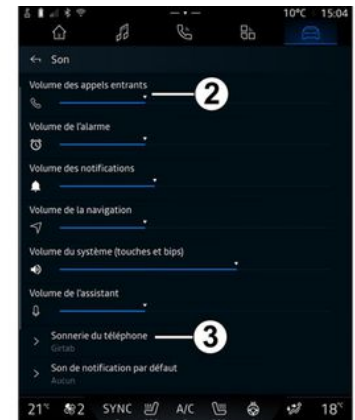 10°C 15:04
Son
Volume des appels entrants
2
Volume de l'alarme
Volume des notifications
Volume de la navigation
Volume du système (touches et bips)
Volume de l'assistant
Sonnerie du téléphone
3
Girtab
Son de notification par défaut
Aucun
21° 2 SYNC A/C 18°